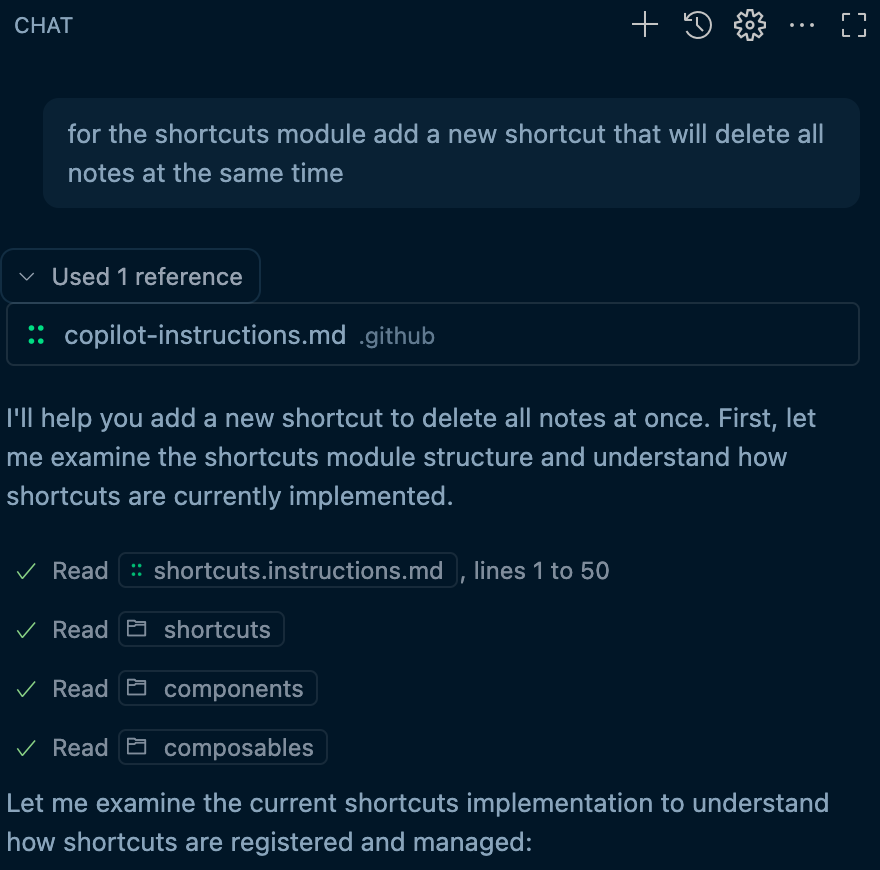 CHAT
for the shortcuts module add a new shortcut that will delete all
notes at the same time
Used 1 reference
copilot-instructions.md .github
I'll help you add a new shortcut to delete all notes at once. First, let
me examine the shortcuts module structure and understand how
shortcuts are currently implemented.
Read shortcuts.instructions.md, lines 1 to 50
Read shortcuts
Read components
Read composables
Let me examine the current shortcuts implementation to understand
how shortcuts are registered and managed: